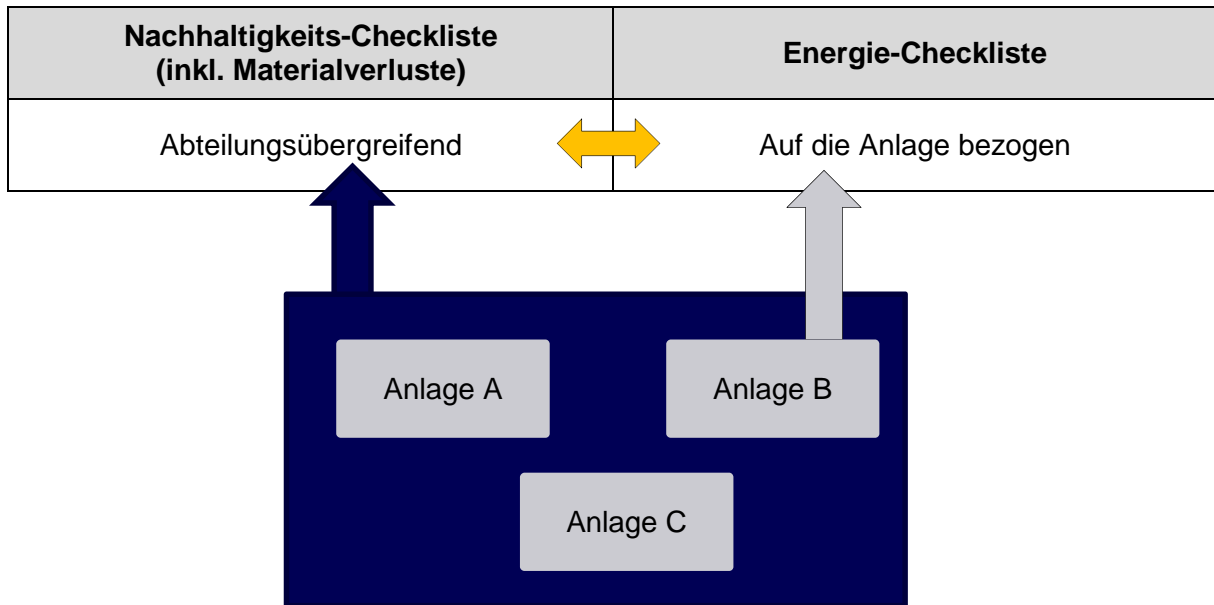 Nachhaltigkeits-Checkliste
(inkl. Materialverluste)
Energie-Checkliste
Abteilungsübergreifend
Auf die Anlage bezogen
Anlage A
Anlage B
Anlage C